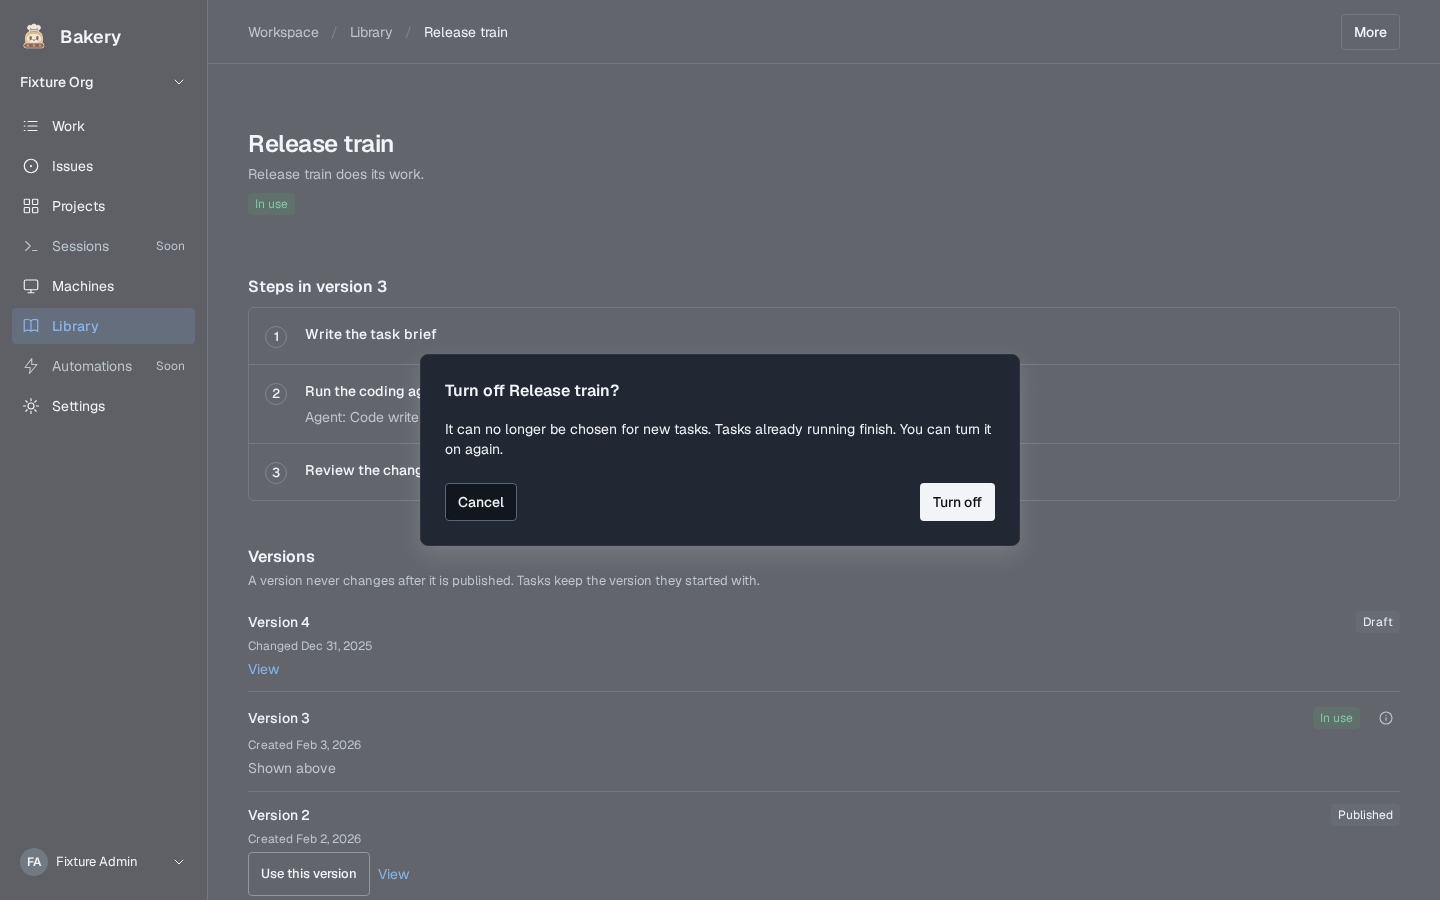 Bakery
Fixture Org
Work
Issues
Projects
Sessions Soon
Machines
Library
Automations Soon
Settings
FA Fixture Admin
Workspace / Library / Release train
More
Release train
Release train does its work.
In use
Steps in version 3
1 Write the task brief
2 Run the coding
Agent: Code write
3 Review the
Turn off Release train?
It can no longer be chosen for new tasks. Tasks already running finish. You can turn it
on again.
Cancel
Turn off
Versions
A version never changes after it is published. Tasks keep the version they started with.
Version 4
Draft
Changed Dec 31, 2025
View
Version 3
In use
Created Feb 3, 2026
Shown above
Version 2
Published
Created Feb 2, 2026
Use this version View